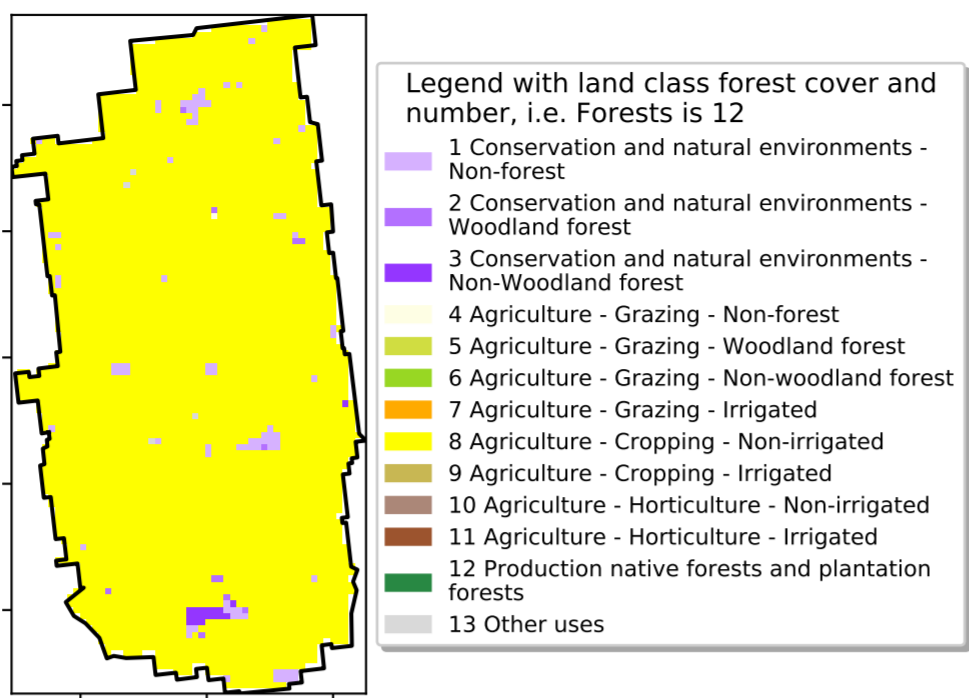 Legend with land class forest cover and
number, i.e. Forests is 12
1 Conservation and natural environments -
Non-forest
2 Conservation and natural environments -
Woodland forest
3 Conservation and natural environments -
Non-Woodland forest
4 Agriculture - Grazing - Non-forest
5 Agriculture - Grazing - Woodland forest
6 Agriculture - Grazing - Non-woodland forest
7 Agriculture - Grazing - Irrigated
8 Agriculture - Cropping - Non-irrigated
9 Agriculture - Cropping - Irrigated
10 Agriculture - Horticulture - Non-irrigated
11 Agriculture - Horticulture - Irrigated
12 Production native forests and plantation
forests
13 Other uses